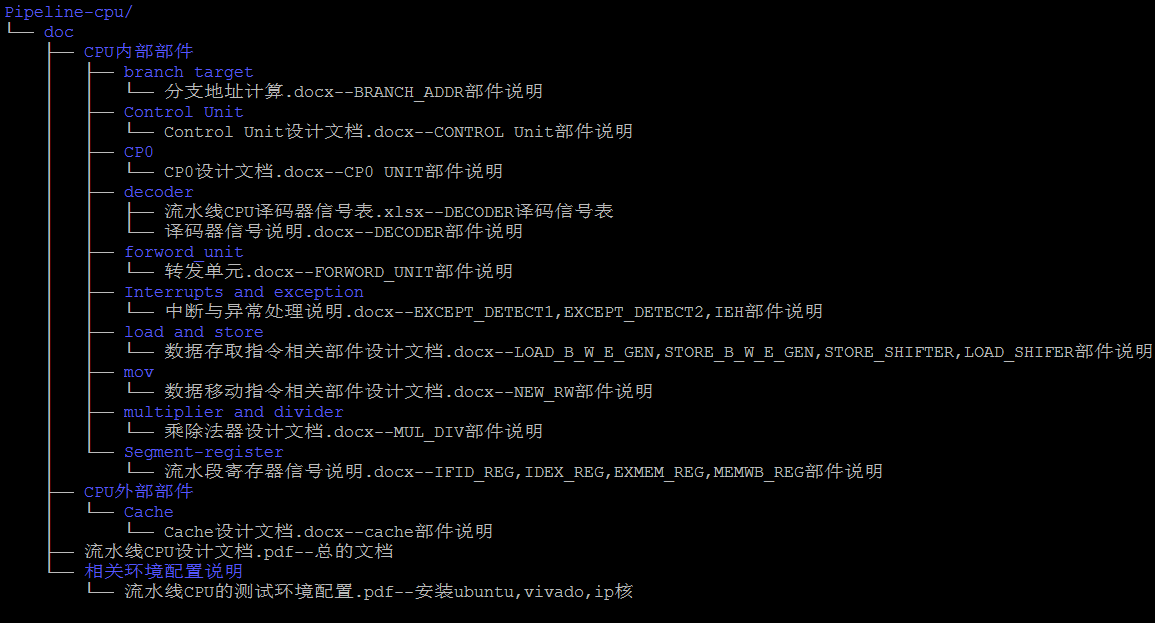 Pipeline-cpu/
└── doc
├── CPU内部部件
├── branch target
└── 分支地址计算.docx--BRANCH_ADDR部件说明
├── Control Unit
└── Control Unit设计文档.docx--CONTROL Unit部件说明
├── CP0
└── CP0设计文档.docx--CP0 UNIT部件说明
├── decoder
├── 流水线CPU译码器信号表.xlsx--DECODER译码信号表
└── 译码器信号说明.docx--DECODER部件说明
├── forword_unit
└── 转发单元.docx--FORWORD_UNIT部件说明
├── Interrupts and exception
└── 中断与异常处理说明.docx--EXCEPT_DETECT1,EXCEPT_DETECT2,IEH部件说明
├── load and store
└── 数据存取指令相关部件设计文档.docx--LOAD_B_W_E_GEN,STORE_B_W_E_GEN,STORE_SHIFTER,LOAD_SHIFER部件说明
├── mov
└── 数据移动指令相关部件设计文档.docx--NEW_RW部件说明
├── multiplier and divider
└── 乘除法器设计文档.docx--MUL_DIV部件说明
└── Segment-register
└── 流水段寄存器信号说明.docx--IFID_REG,IDEX_REG,EXMEM_REG,MEMWB_REG部件说明
├── CPU外部部件
└── Cache
└── Cache设计文档.docx--cache部件说明
├── 流水线CPU设计文档.pdf--总的文档
└── 相关环境配置说明
└── 流水线CPU的测试环境配置.pdf--安装ubuntu,vivado,ip核